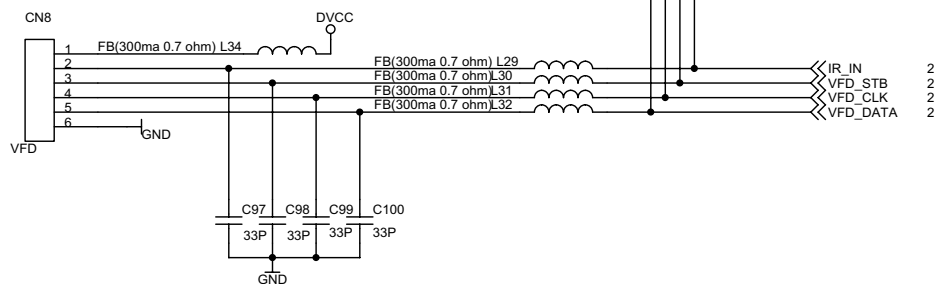 CN8
DVCC
1 FB(300ma 0.7 ohm) L34
2 FB(300ma 0.7 ohm) L29 IR_IN 2
3 FB(300ma 0.7 ohm)L30 VFD_STB 2
4 FB(300ma 0.7 ohm)L31 VFD_CLK 2
5 FB(300ma 0.7 ohm)L32 VFD_DATA 2
6 GND
VFD
C97 C98 C99 C100
33P 33P 33P 33P
GND